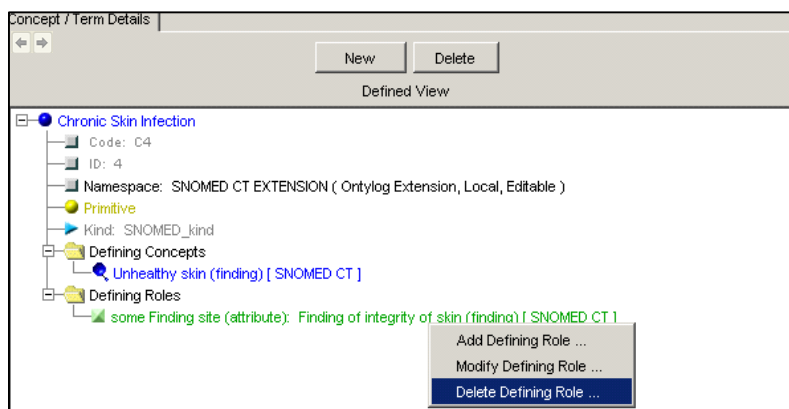 Concept / Term Details
New Delete
Defined View
Chronic Skin Infection
Code: C4
ID: 4
Namespace: SNOMED CT EXTENSION ( Ontylog Extension, Local, Editable )
Primitive
Kind: SNOMED_kind
Defining Concepts
Unhealthy skin (finding) [ SNOMED CT ]
Defining Roles
some Finding site (attribute): Finding of integrity of skin (finding) [ SNOMED CT ]
Add Defining Role ...
Modify Defining Role ...
Delete Defining Role ...